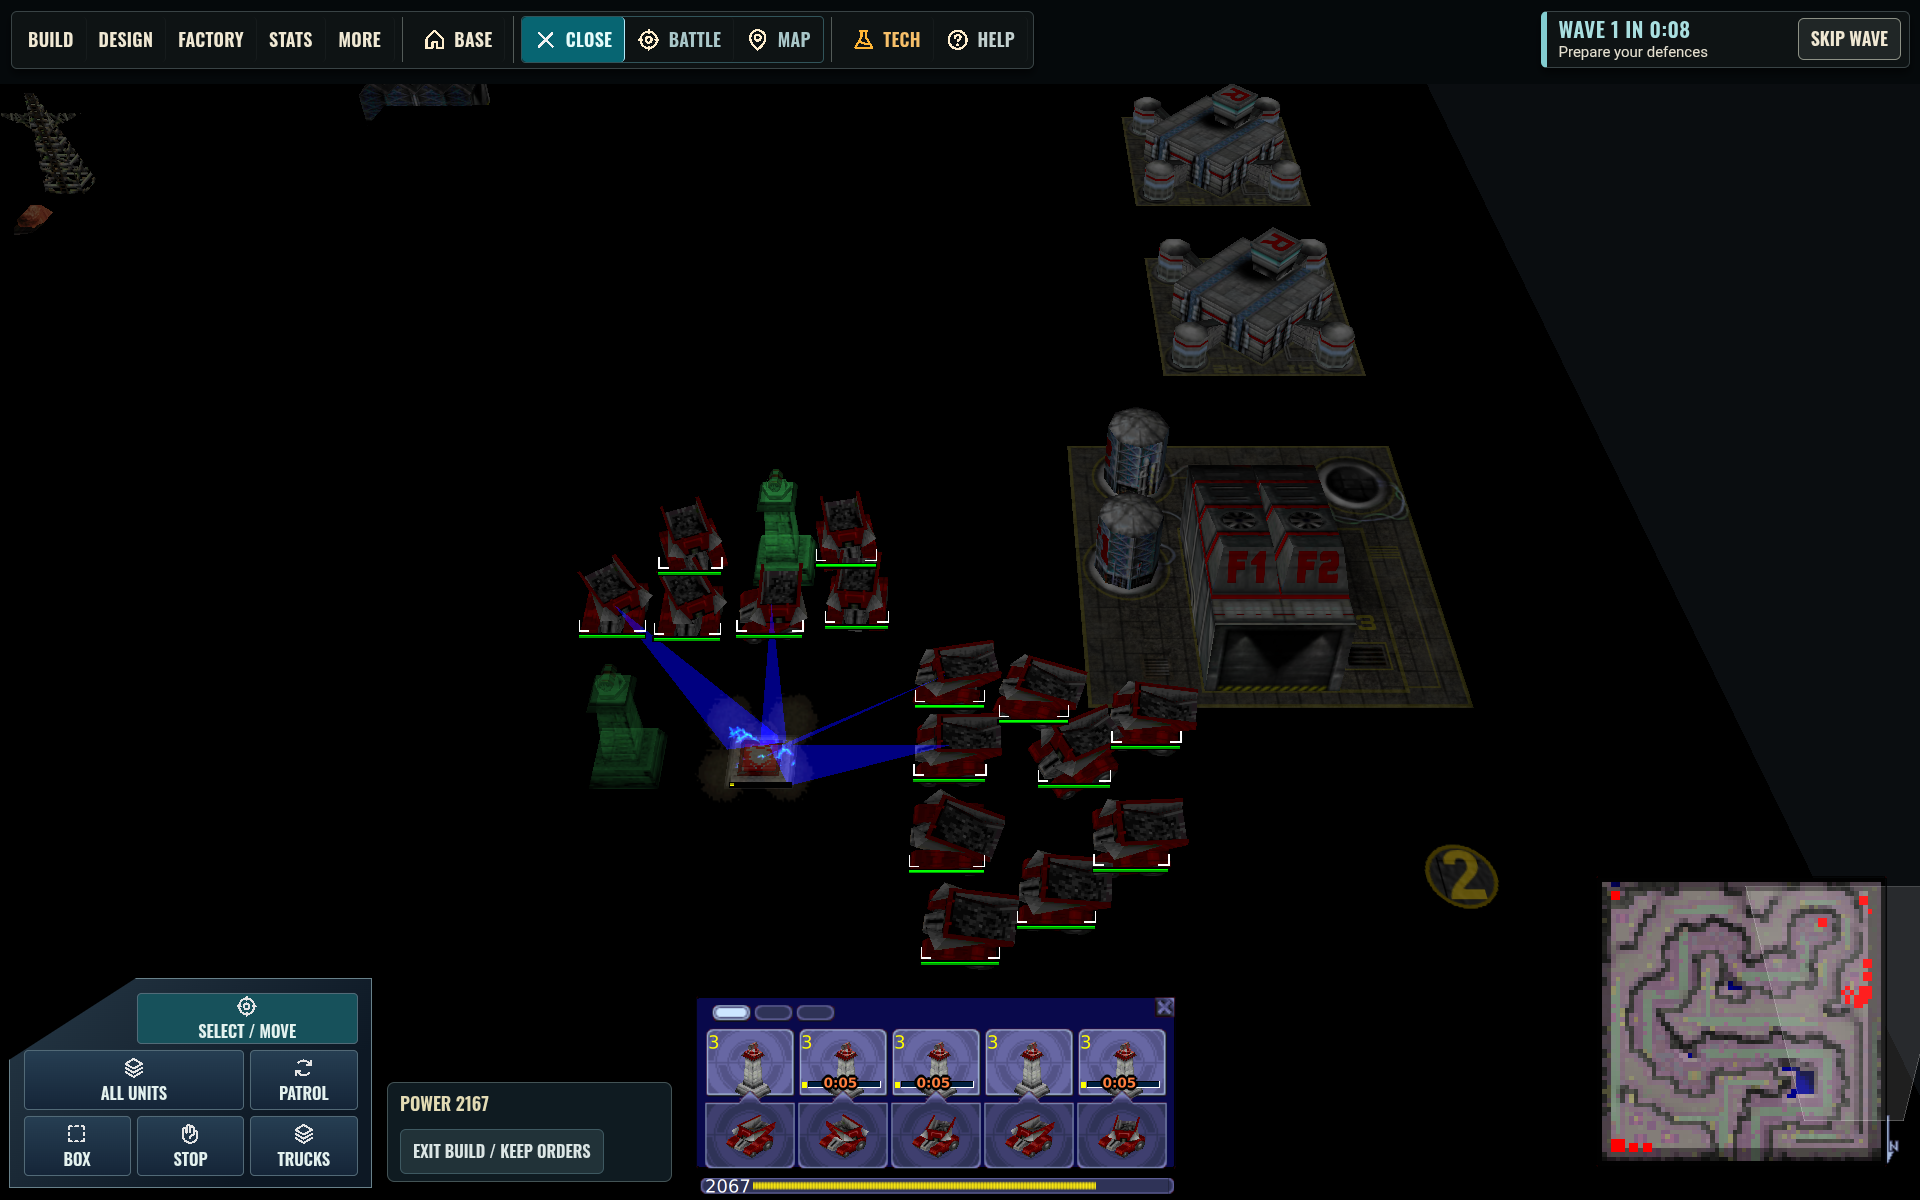 BUILD
DESIGN
FACTORY
STATS
MORE
BASE
CLOSE
BATTLE
MAP
TECH
HELP
WAVE 1 IN 0:08
Prepare your defences
SKIP WAVE
R
R
F1 F2
3
2
SELECT / MOVE
ALL UNITS
PATROL
BOX
STOP
TRUCKS
POWER 2167
EXIT BUILD / KEEP ORDERS
3
3
3
3
3
0:05
0:05
0:05
2067
N